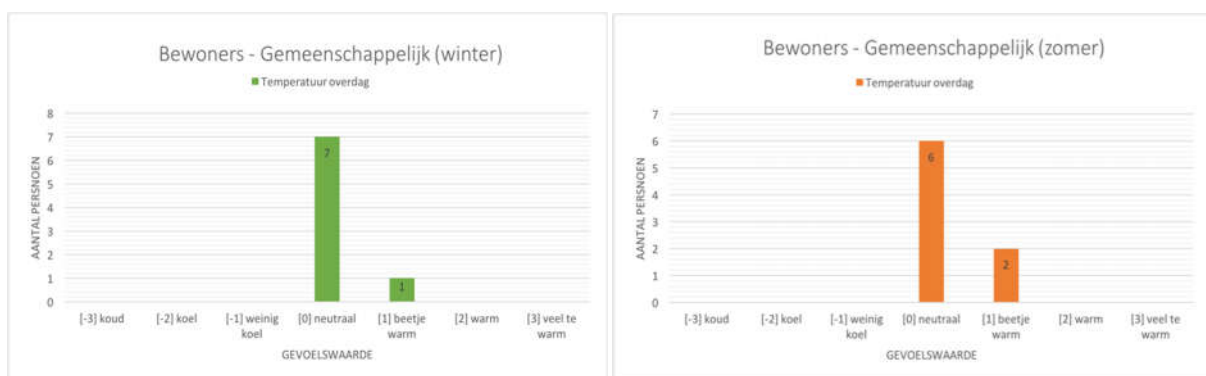 Bewoners - Gemeenschappelijk (winter)
Temperatuur overdag
AANTAL PERSNOEN
8
7
6
5
4
3
2
1
0
7
1
[-3] koud
[-2] koel
[-1] weinig
koel
[0] neutraal
[1] beetje
warm
[2] warm
[3] veel te
warm
GEVOELSWAARDE
Bewoners - Gemeenschappelijk (zomer)
Temperatuur overdag
AANTAL PERSNOEN
7
6
5
4
3
2
1
0
6
2
[-3] koud
[-2] koel
[-1] weinig
koel
[0] neutraal
[1] beetje
warm
[2] warm
[3] veel te
warm
GEVOELSWAARDE